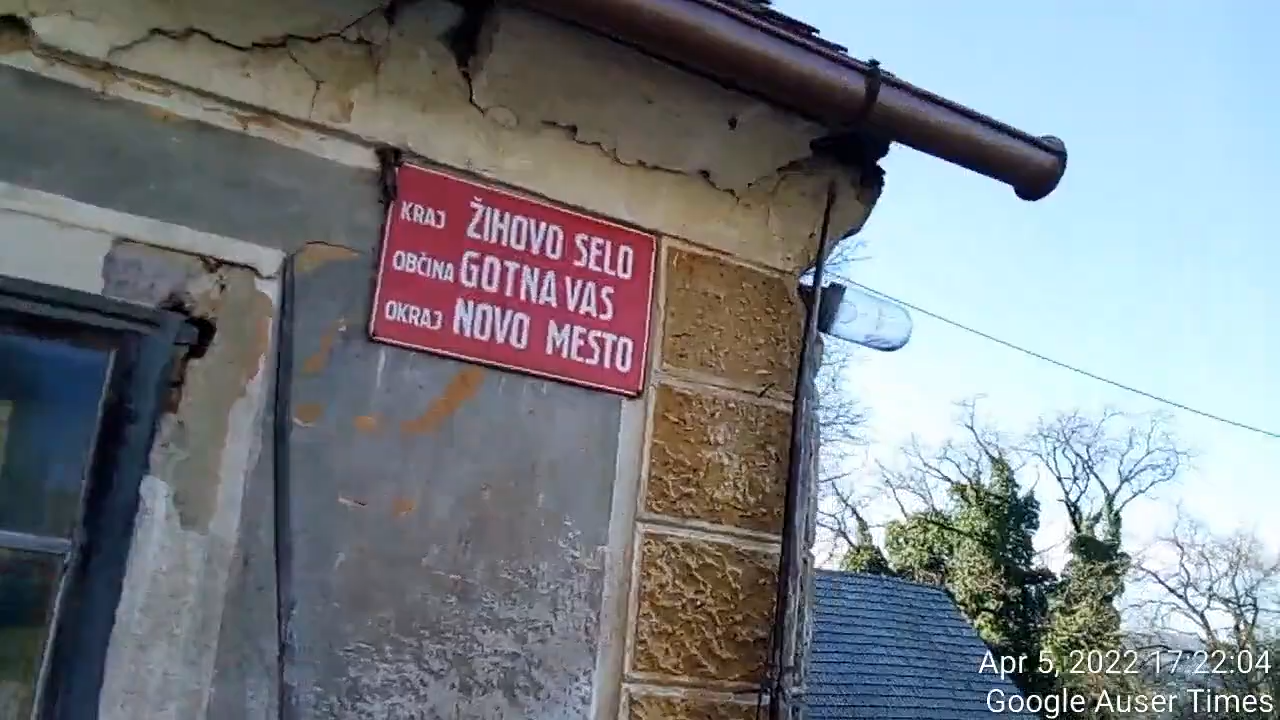 KRAJ ŽIHOVO SELO
OBČINA GOTNA VAS
OKRAJ NOVO MESTO
Apr 5, 2022 17:22:04
Google Auser Times